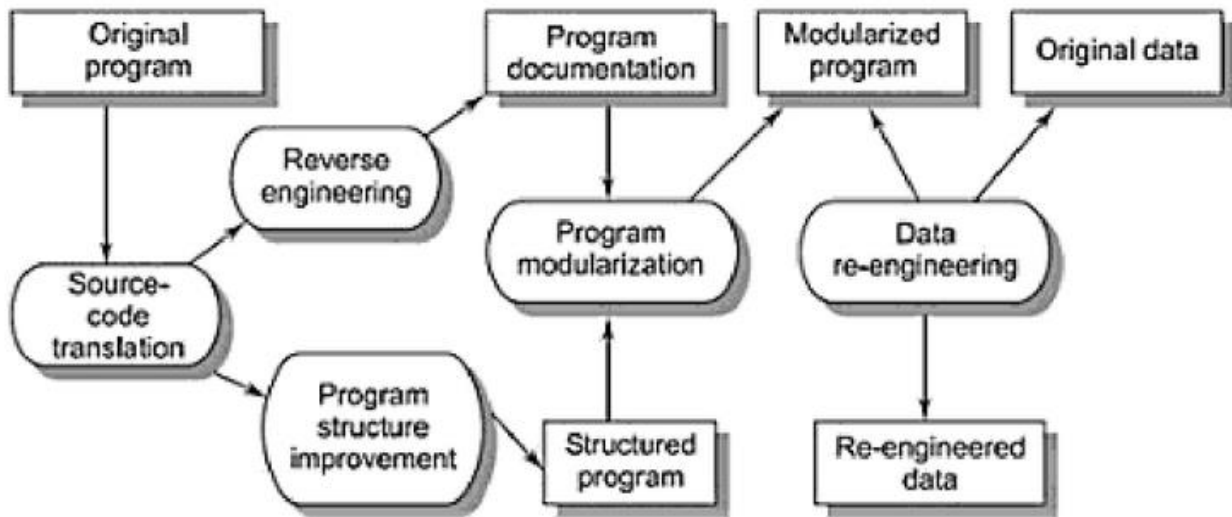 Original
program
Program
documentation
Modularized
program
Original data
Reverse
engineering
Program
modularization
Data
re-engineering
Source-
code
translation
Program
structure
improvement
Structured
program
Re-engineered
data